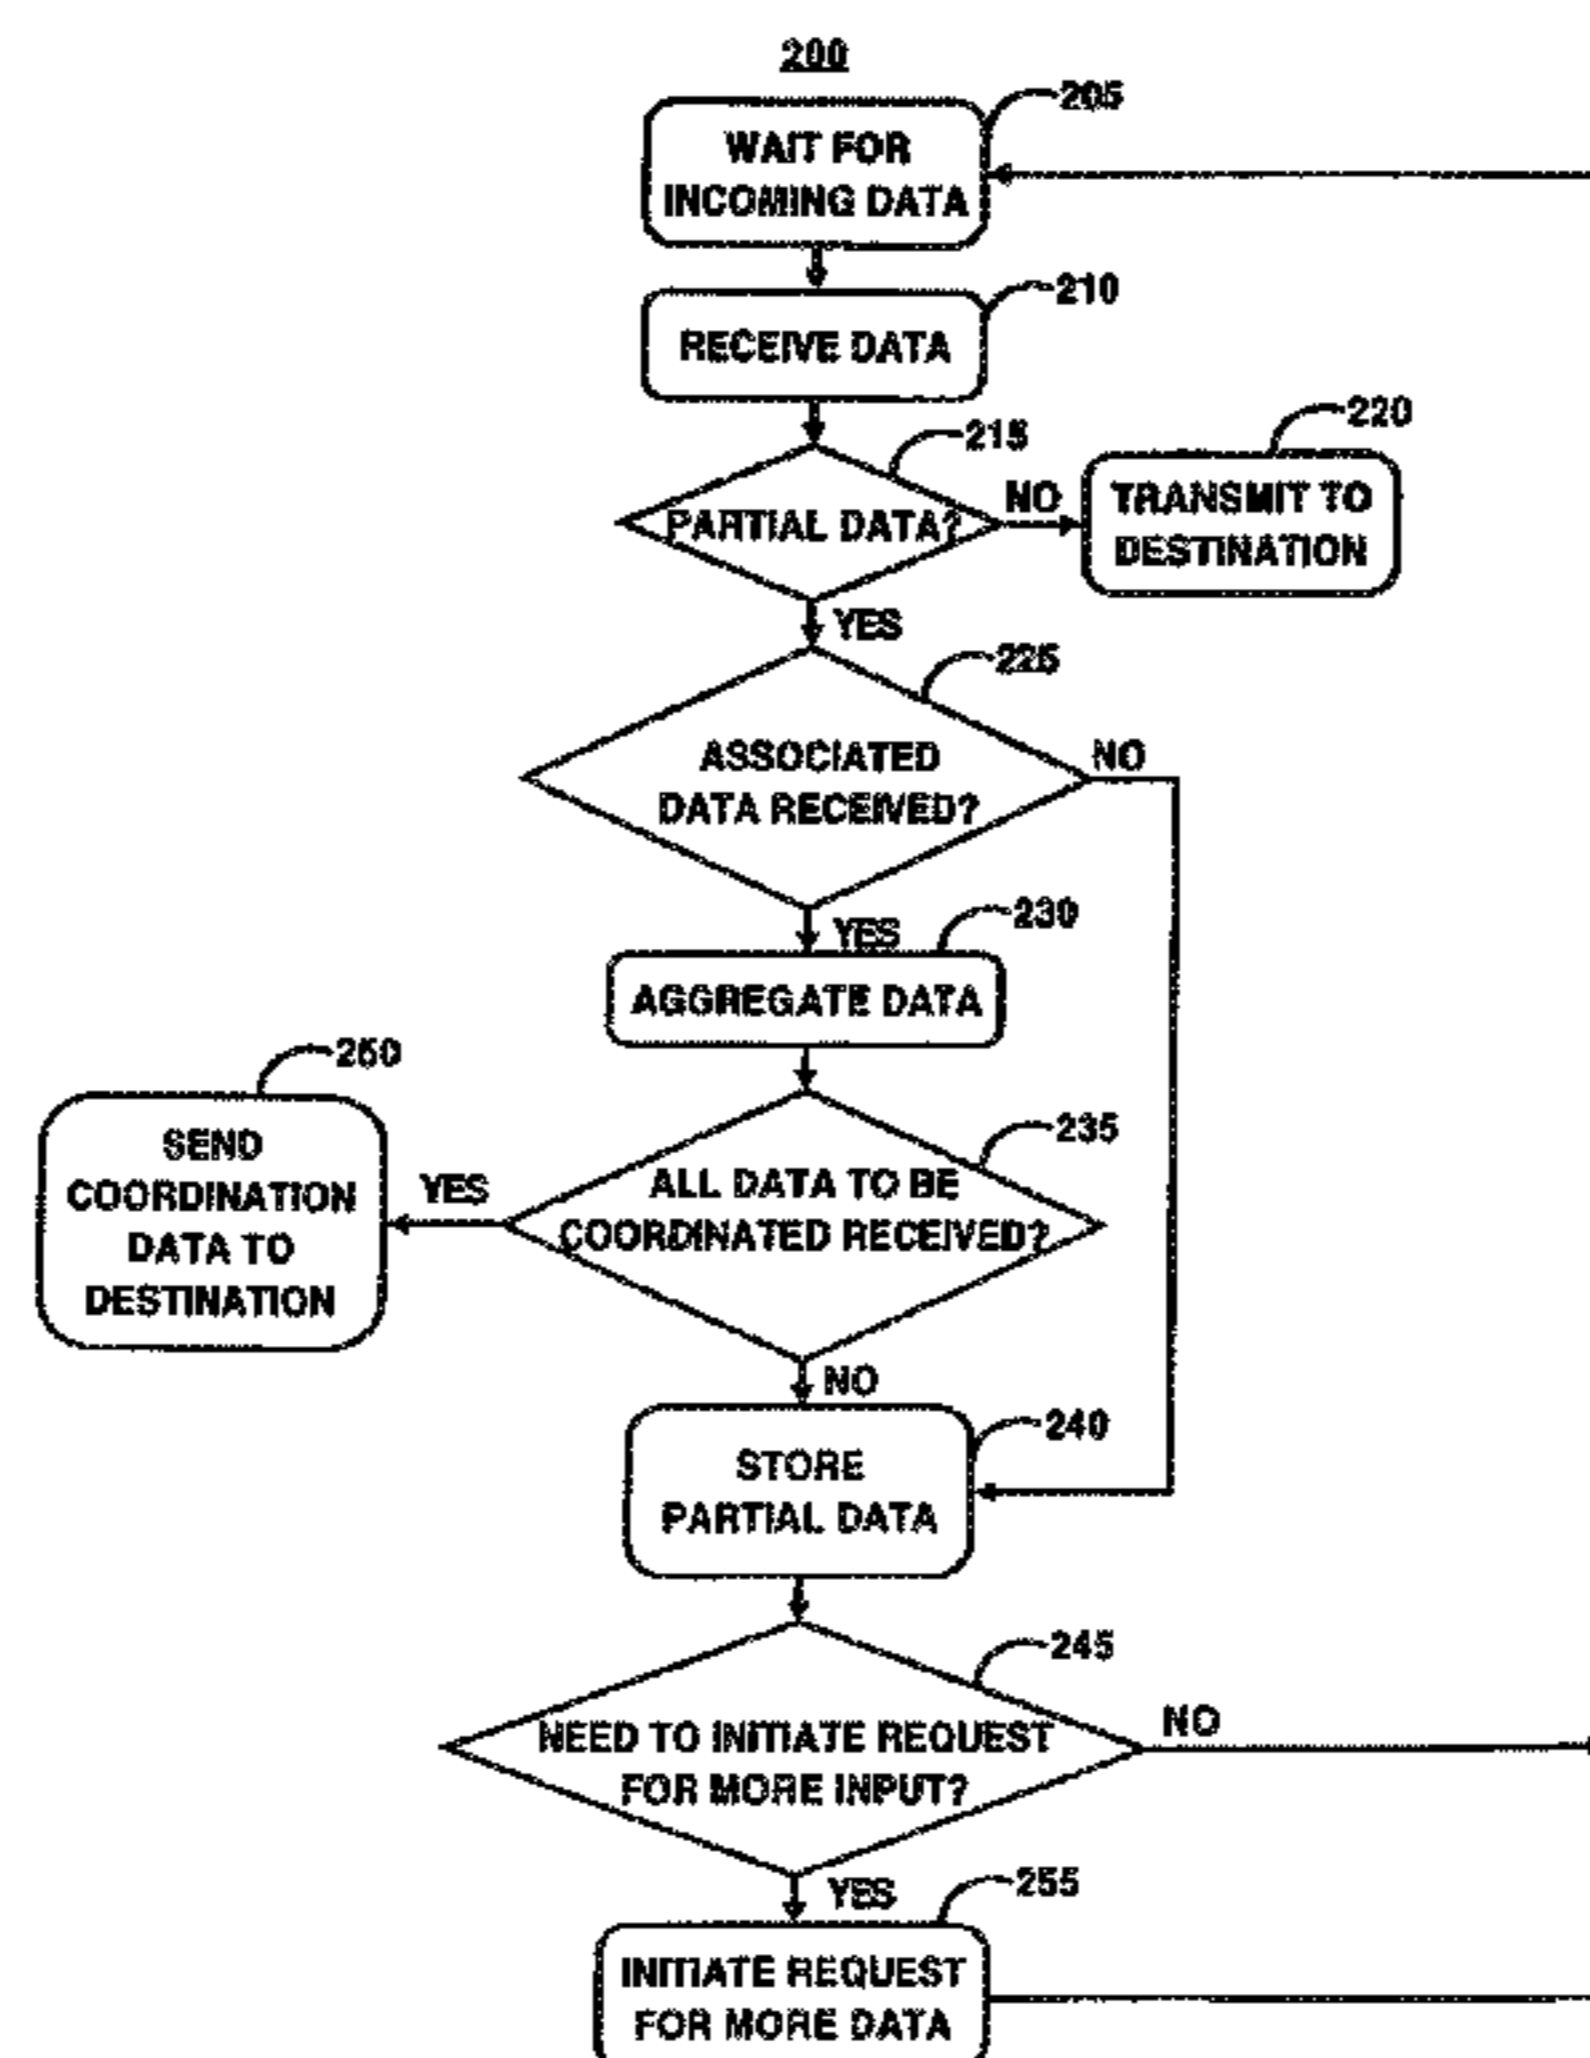 200
205
WAIT FOR
INCOMING DATA
210
RECEIVE DATA
215
PARTIAL DATA?
NO
220
TRANSMIT TO
DESTINATION
YES
225
ASSOCIATED
DATA RECEIVED?
NO
YES
230
AGGREGATE DATA
250
SEND
COORDINATION
DATA TO
DESTINATION
YES
235
ALL DATA TO BE
COORDINATED RECEIVED?
NO
240
STORE
PARTIAL DATA
245
NEED TO INITIATE REQUEST
FOR MORE INPUT?
NO
YES
255
INITIATE REQUEST
FOR MORE DATA